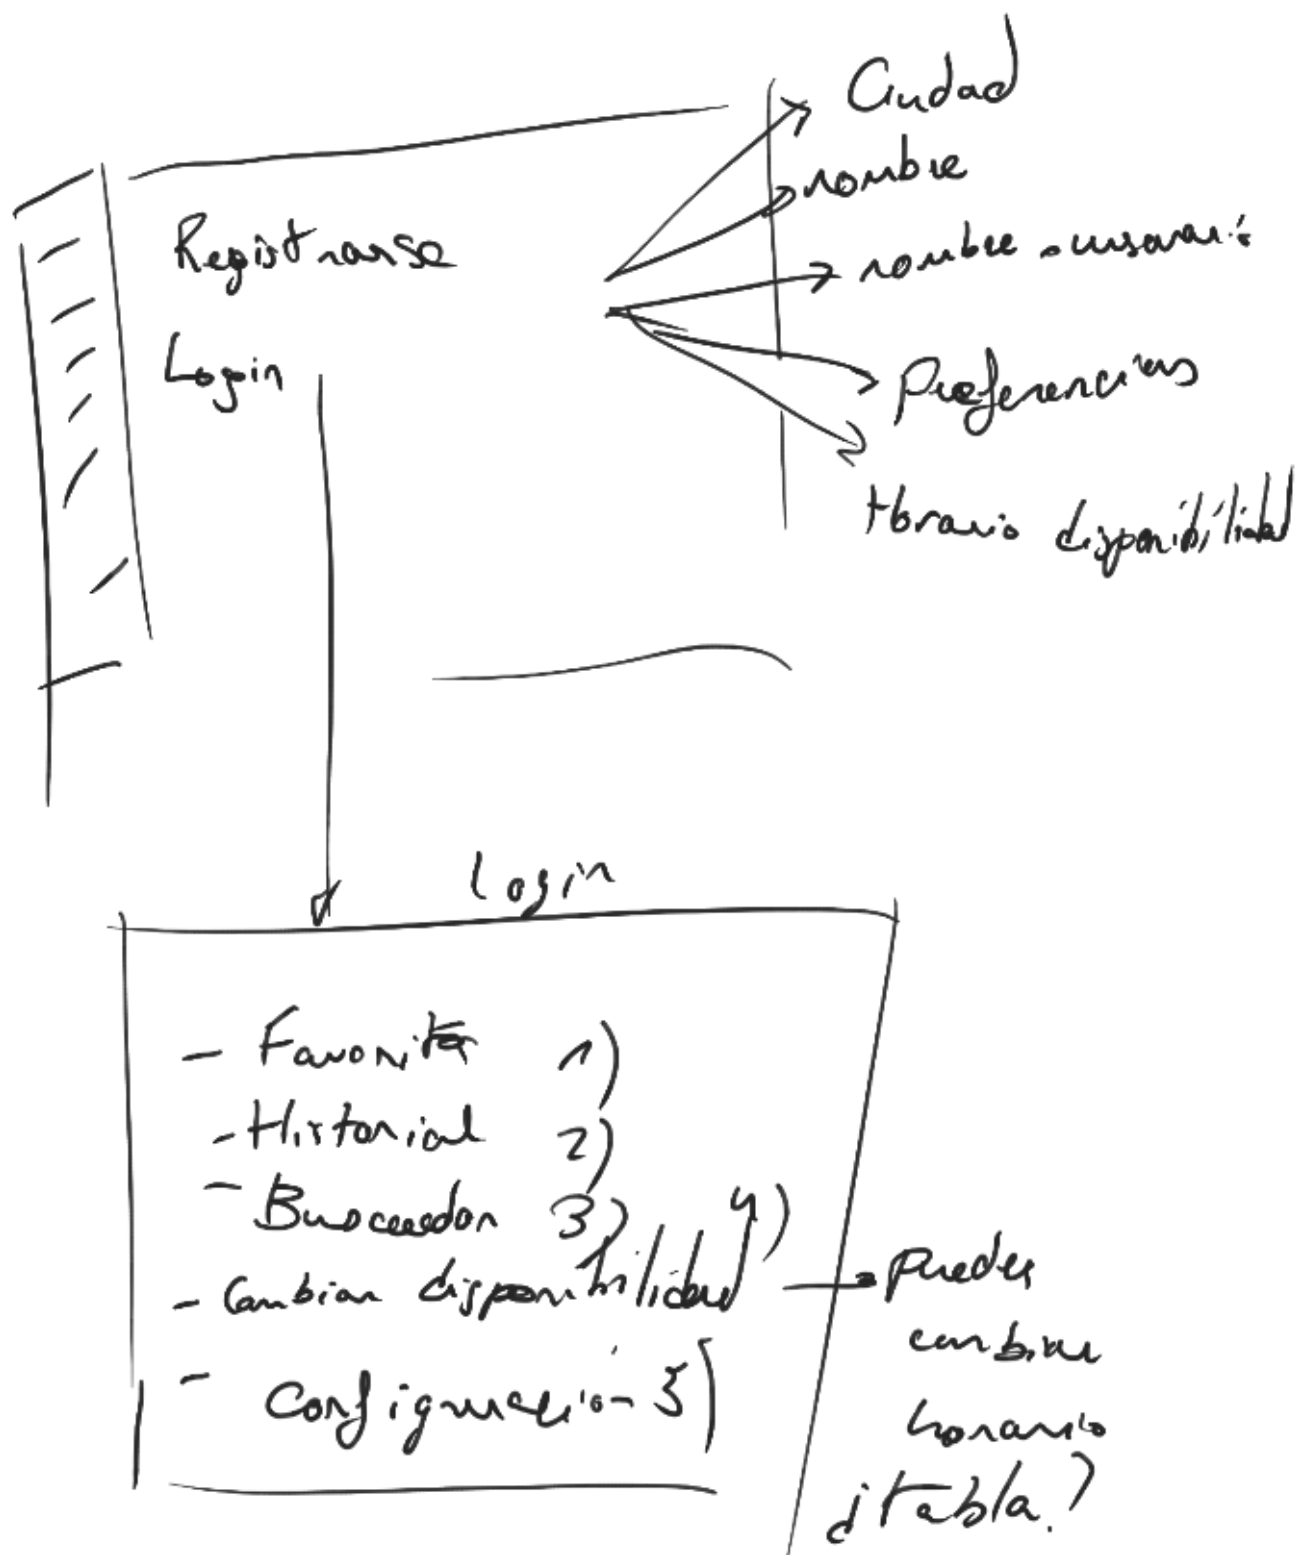 Ciudad
nombre
nombre usuario
Registrarse
Login
Preferencias
Horario disponibilidad
Login
- Favoritos 1)
- Historial 2)
- Buscador 3)
- Cambiar disponibilidad 4)
- Configuración 5)
Puedes
cambiar
horario
¿tabla?